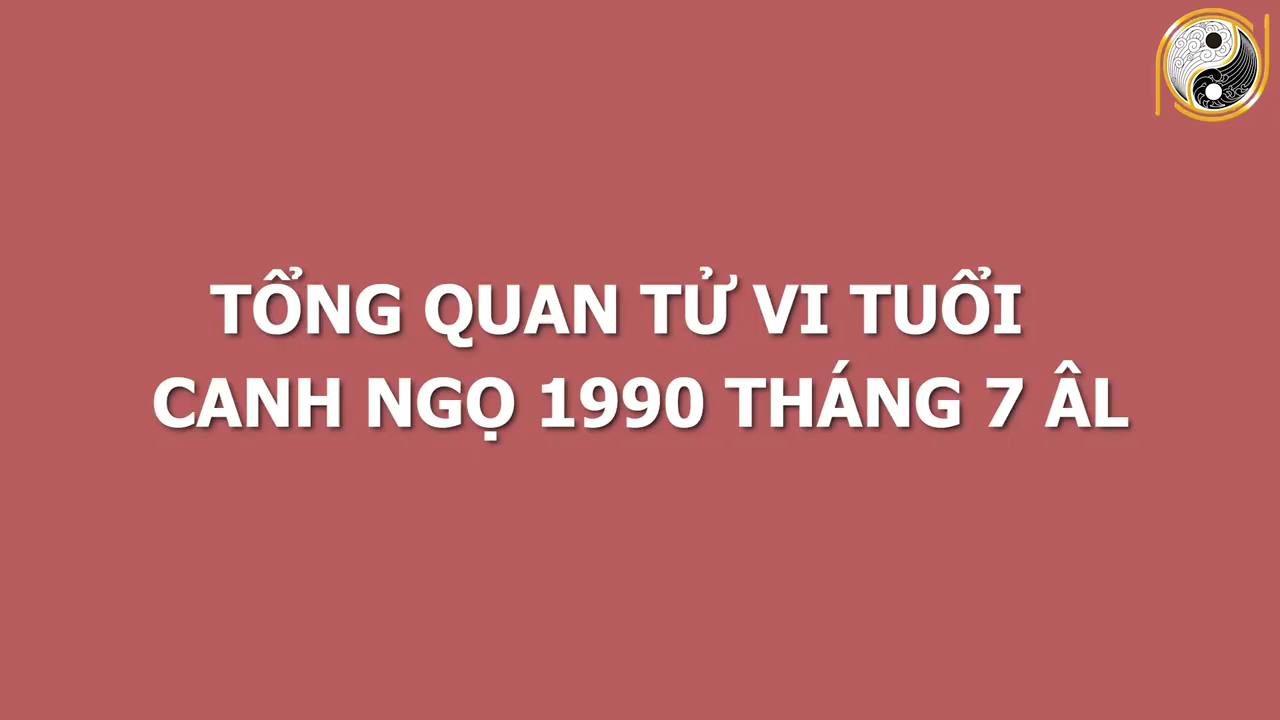 TỔNG QUAN TỬ VI TUỔI
CANH NGỌ 1990 THÁNG 7 ÂL